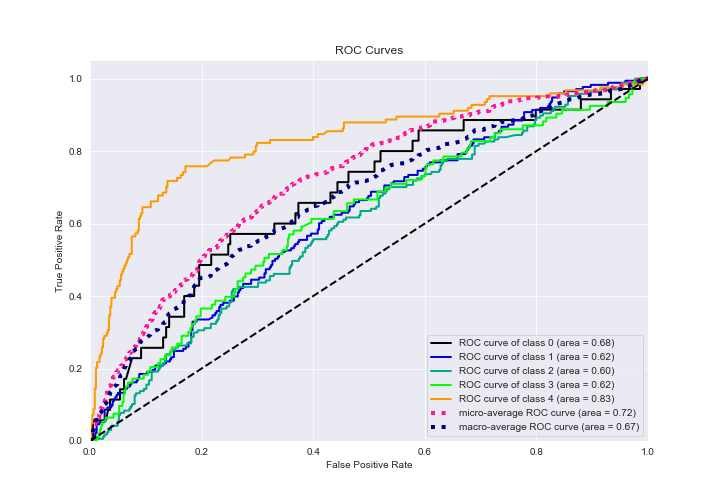 ROC Curves
True Positive Rate
1.0
0.8
0.6
0.4
0.2
0.0
0.0 0.2 0.4 0.6 0.8 1.0
False Positive Rate
ROC curve of class 0 (area = 0.68)
ROC curve of class 1 (area = 0.62)
ROC curve of class 2 (area = 0.60)
ROC curve of class 3 (area = 0.62)
ROC curve of class 4 (area = 0.83)
micro-average ROC curve (area = 0.72)
macro-average ROC curve (area = 0.67)